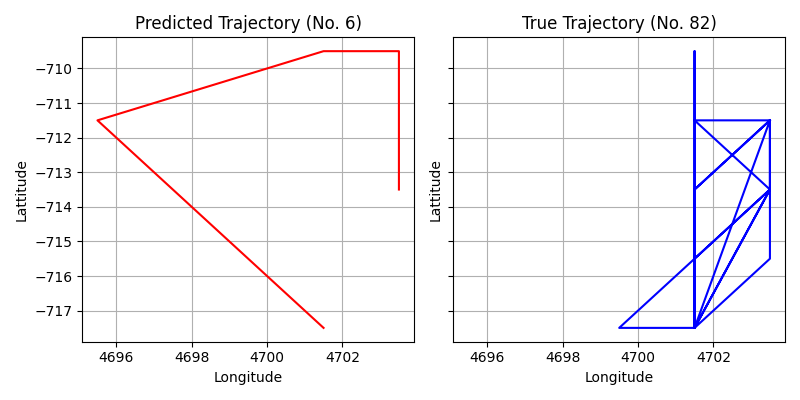 Predicted Trajectory (No. 6)
True Trajectory (No. 82)
Lattitude
−710
−711
−712
−713
−714
−715
−716
−717
4696 4698 4700 4702
Longitude
Lattitude
4696 4698 4700 4702
Longitude